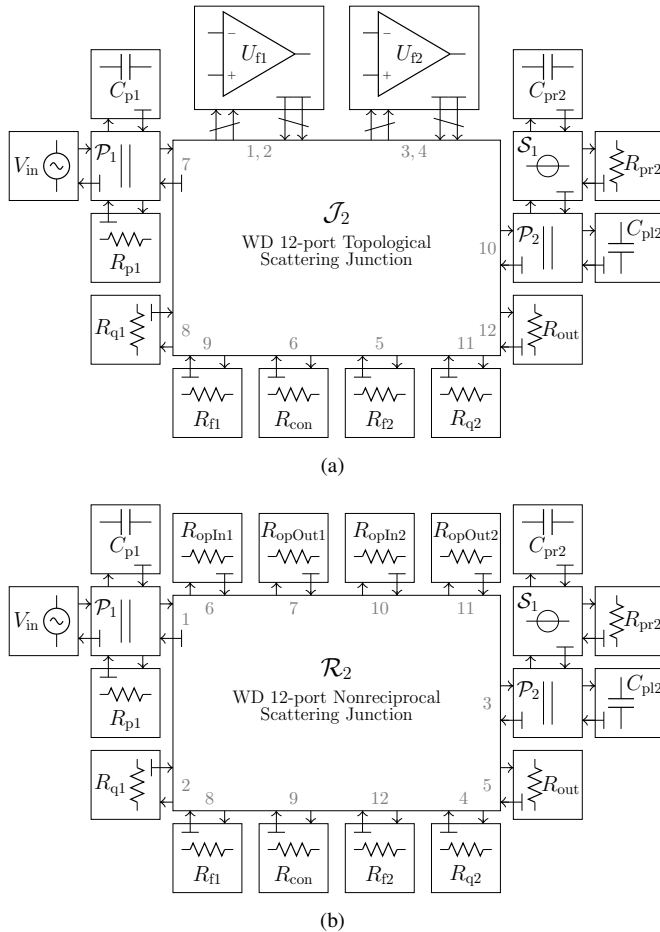 − + U_f1
− + U_f2
C_p1
C_pr2
V_in
P_1
S_1
R_pr2
1, 2
3, 4
7
J_2
WD 12-port Topological
Scattering Junction
10
P_2
C_pl2
R_p1
R_q1
8
12
R_out
9
6
5
11
R_f1
R_con
R_f2
R_q2
(a)
C_p1
R_opIn1
R_opOut1
R_opIn2
R_opOut2
C_pr2
V_in
P_1
S_1
R_pr2
1
6
7
10
11
R_2
WD 12-port Nonreciprocal
Scattering Junction
3
P_2
C_pl2
R_p1
R_q1
2
5
R_out
8
9
12
4
R_f1
R_con
R_f2
R_q2
(b)